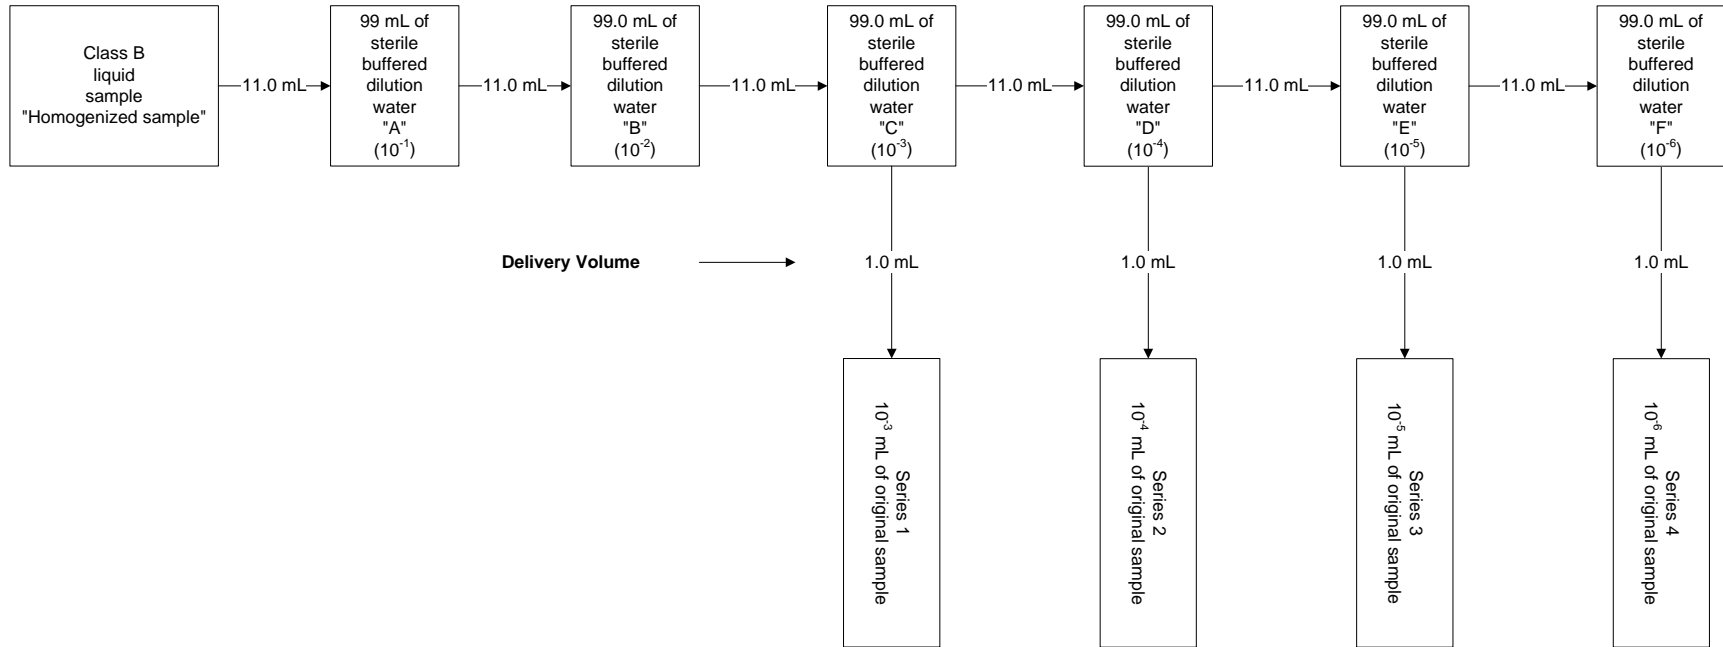 Class B
liquid
sample
"Homogenized sample"
11.0 mL
99 mL of
sterile
buffered
dilution
water
"A"
(10⁻¹)
11.0 mL
99.0 mL of
sterile
buffered
dilution
water
"B"
(10⁻²)
11.0 mL
99.0 mL of
sterile
buffered
dilution
water
"C"
(10⁻³)
11.0 mL
99.0 mL of
sterile
buffered
dilution
water
"D"
(10⁻⁴)
11.0 mL
99.0 mL of
sterile
buffered
dilution
water
"E"
(10⁻⁵)
11.0 mL
99.0 mL of
sterile
buffered
dilution
water
"F"
(10⁻⁶)
Delivery Volume
1.0 mL
1.0 mL
1.0 mL
1.0 mL
Series 1
10⁻³ mL of original sample
Series 2
10⁻⁴ mL of original sample
Series 3
10⁻⁵ mL of original sample
Series 4
10⁻⁶ mL of original sample